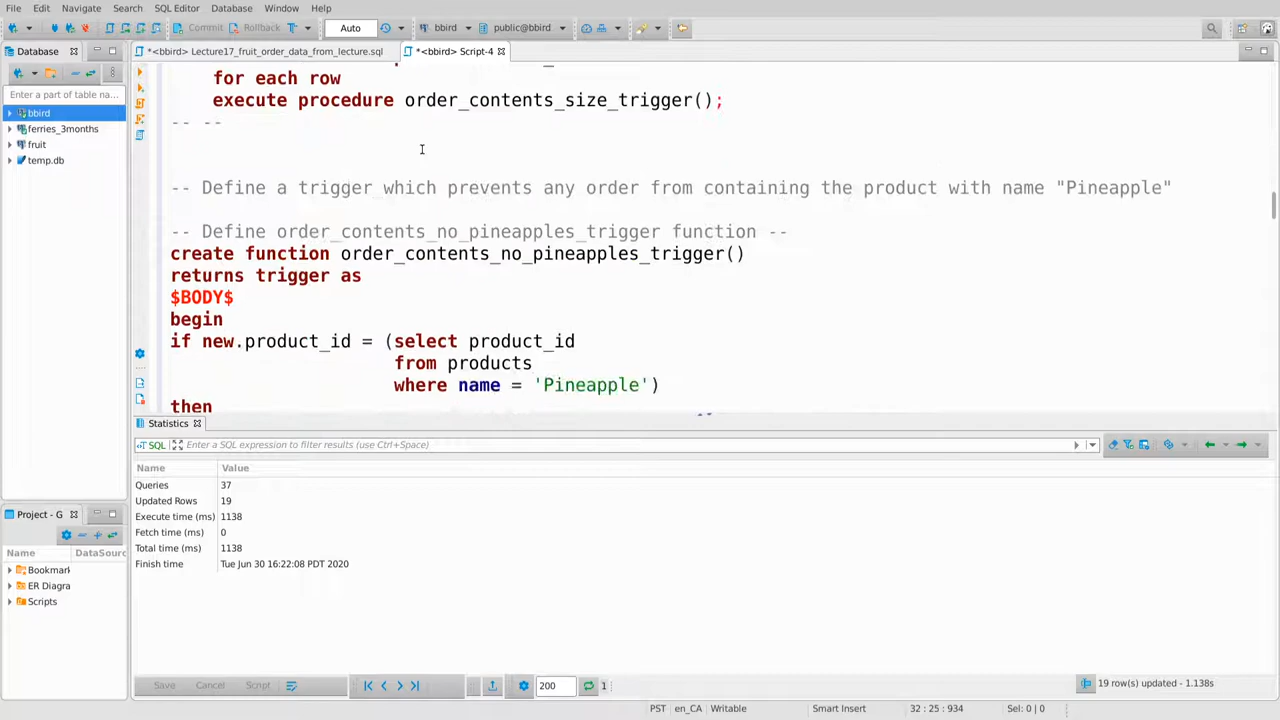 File Edit Navigate Search SQL Editor Database Window Help
Commit Rollback Auto bbird public@bbird
Database *<bbird> Lecture17_fruit_order_data_from_lecture.sql *<bbird> Script-4
Enter a part of table na...
bbird
ferries_3months
fruit
temp.db
for each row
execute procedure order_contents_size_trigger();
-- --
-- Define a trigger which prevents any order from containing the product with name "Pineapple"
-- Define order_contents_no_pineapples_trigger function --
create function order_contents_no_pineapples_trigger()
returns trigger as
$BODY$
begin
if new.product_id = (select product_id
from products
where name = 'Pineapple')
then
Statistics
SQL Enter a SQL expression to filter results (use Ctrl+Space)
Name Value
Queries 37
Updated Rows 19
Execute time (ms) 1138
Fetch time (ms) 0
Total time (ms) 1138
Finish time Tue Jun 30 16:22:08 PDT 2020
Project - G
Name DataSourc
Bookmark
ER Diagra
Scripts
Save Cancel Script 200 1 19 row(s) updated - 1.138s
PST en_CA Writable Smart Insert 32 : 25 : 934 Sel: 0 | 0